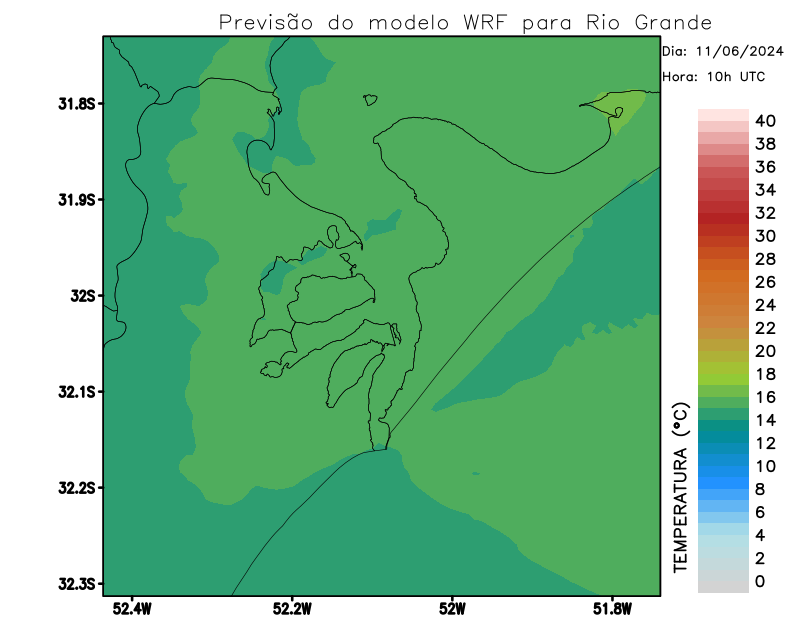 Previsão do modelo WRF para Rio Grande
Dia: 11/06/2024
Hora: 10h UTC
31.8S
31.9S
32S
32.1S
32.2S
32.3S
52.4W
52.2W
52W
51.8W
TEMPERATURA (°C)
40
38
36
34
32
30
28
26
24
22
20
18
16
14
12
10
8
6
4
2
0